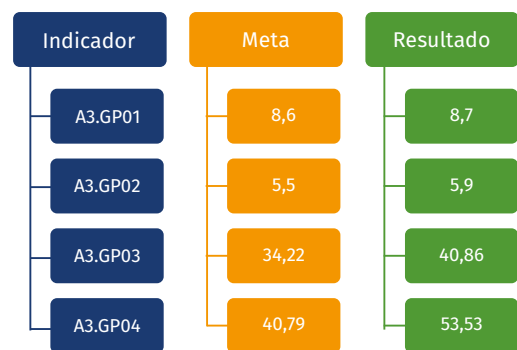 Indicador Meta Resultado
A3.GP01 8,6 8,7
A3.GP02 5,5 5,9
A3.GP03 34,22 40,86
A3.GP04 40,79 53,53